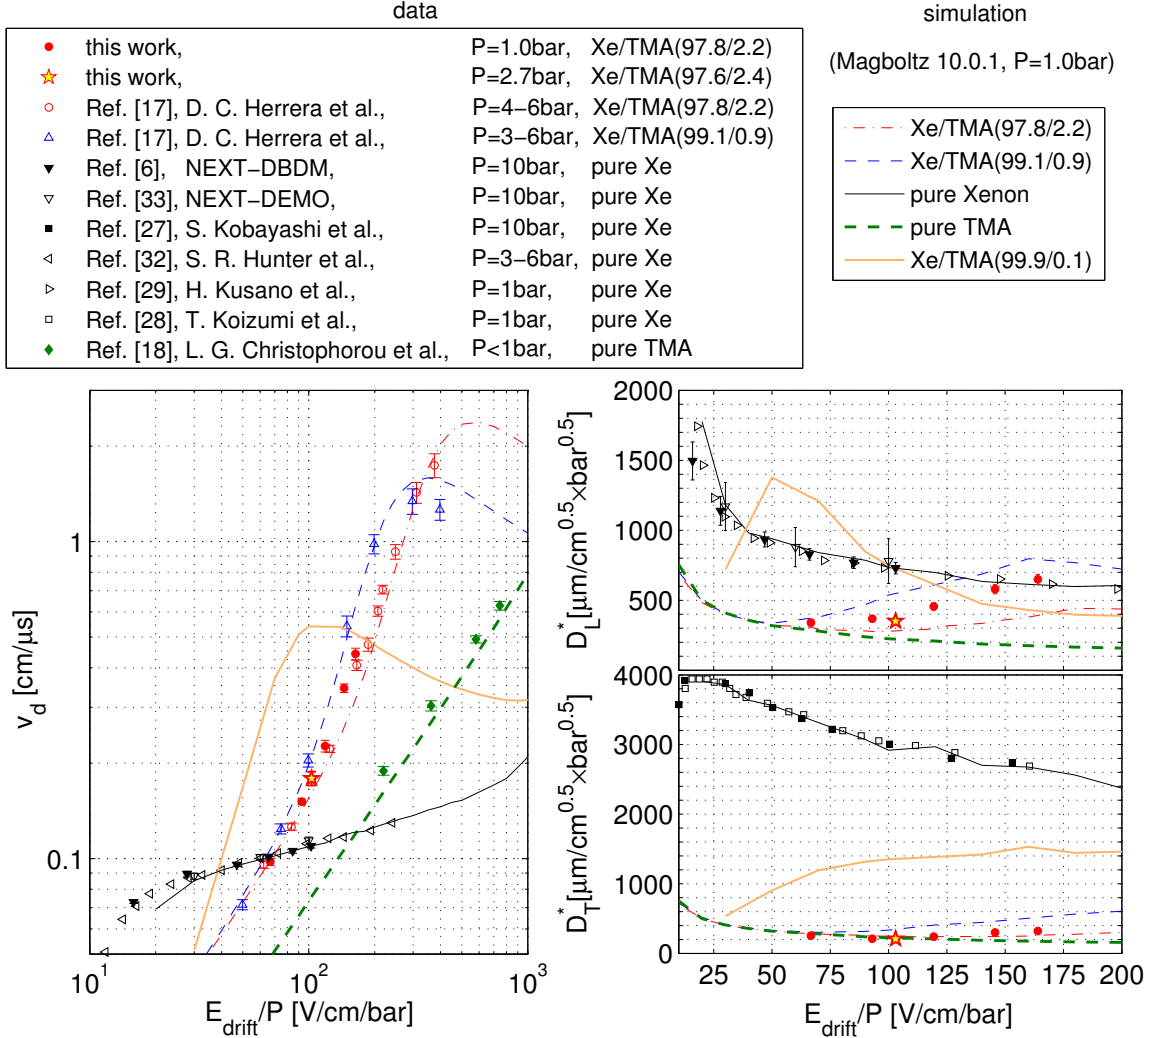 data
simulation
this work, P=1.0bar, Xe/TMA(97.8/2.2)
this work, P=2.7bar, Xe/TMA(97.6/2.4)
Ref. [17], D. C. Herrera et al., P=4−6bar, Xe/TMA(97.8/2.2)
Ref. [17], D. C. Herrera et al., P=3−6bar, Xe/TMA(99.1/0.9)
Ref. [6], NEXT−DBDM, P=10bar, pure Xe
Ref. [33], NEXT−DEMO, P=10bar, pure Xe
Ref. [27], S. Kobayashi et al., P=10bar, pure Xe
Ref. [32], S. R. Hunter et al., P=3−6bar, pure Xe
Ref. [29], H. Kusano et al., P=1bar, pure Xe
Ref. [28], T. Koizumi et al., P=1bar, pure Xe
Ref. [18], L. G. Christophorou et al., P<1bar, pure TMA
(Magboltz 10.0.1, P=1.0bar)
Xe/TMA(97.8/2.2)
Xe/TMA(99.1/0.9)
pure Xenon
pure TMA
Xe/TMA(99.9/0.1)
v_d [cm/μs]
1
0.1
10^1 10^2 10^3
E_drift/P [V/cm/bar]
D_L^*[μm/cm^0.5×bar^0.5]
2000
1500
1000
500
D_T^*[μm/cm^0.5×bar^0.5]
4000
3000
2000
1000
0
25 50 75 100 125 150 175 200
E_drift/P [V/cm/bar]